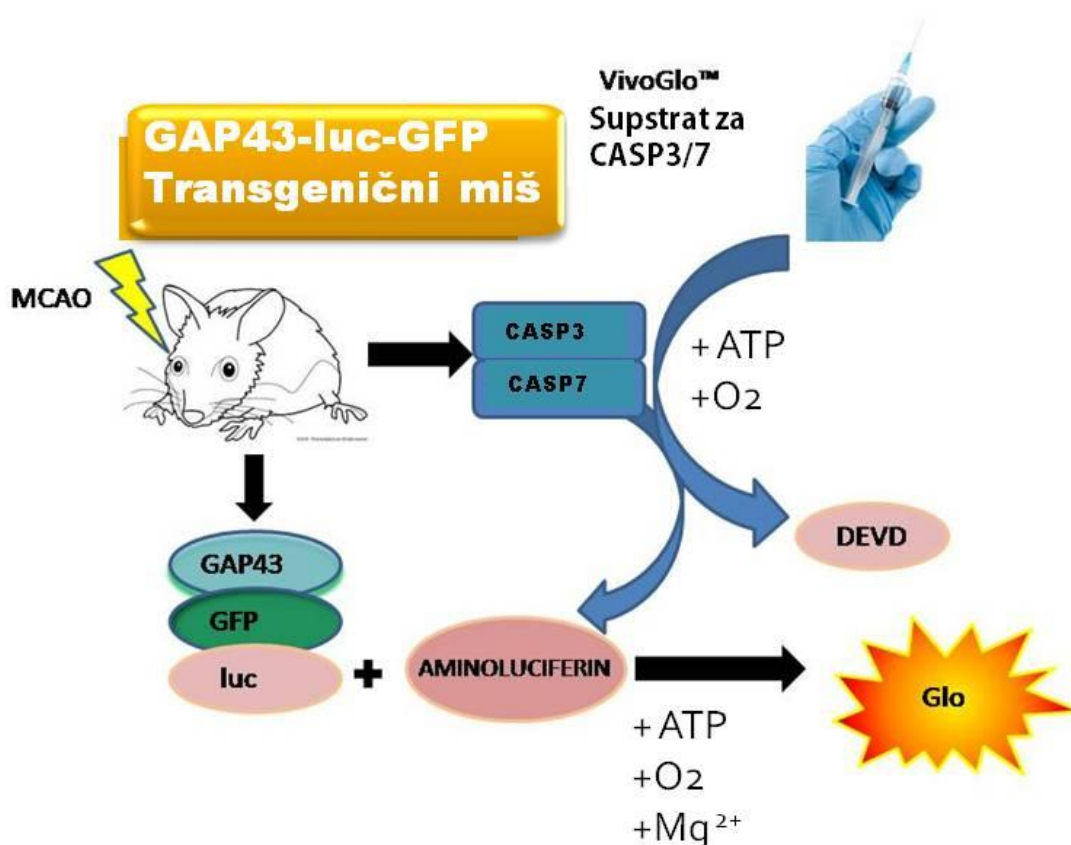 VivoGlo™
Supstrat za
CASP3/7
GAP43-luc-GFP
Transgenični miš
MCAO
CASP3
CASP7
+ ATP
+O2
DEVD
GAP43
GFP
luc
+
AMINOLUCIFERIN
Glo
+ ATP
+O2
+Mg²⁺